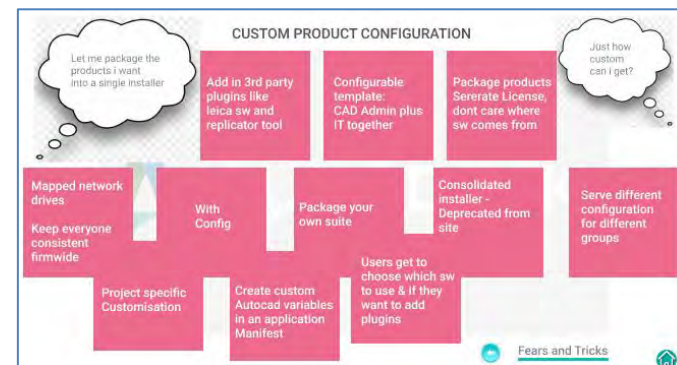 CUSTOM PRODUCT CONFIGURATION
Let me package the
products i want
into a single installer
Just how
custom
can i get?
Add in 3rd party
plugins like
leica sw and
replicator tool
Configurable
template:
CAD Admin plus
IT together
Package products
Sererate License,
dont care where
sw comes from
Mapped network
drives
Keep everyone
consistent
firmwide
With
Config
Package your
own suite
Consolidated
installer -
Deprecated from
site
Serve different
configuration
for different
groups
Project specific
Customisation
Create custom
Autocad variables
in an application
Manifest
Users get to
choose which sw
to use & if they
want to add
plugins
Fears and Tricks